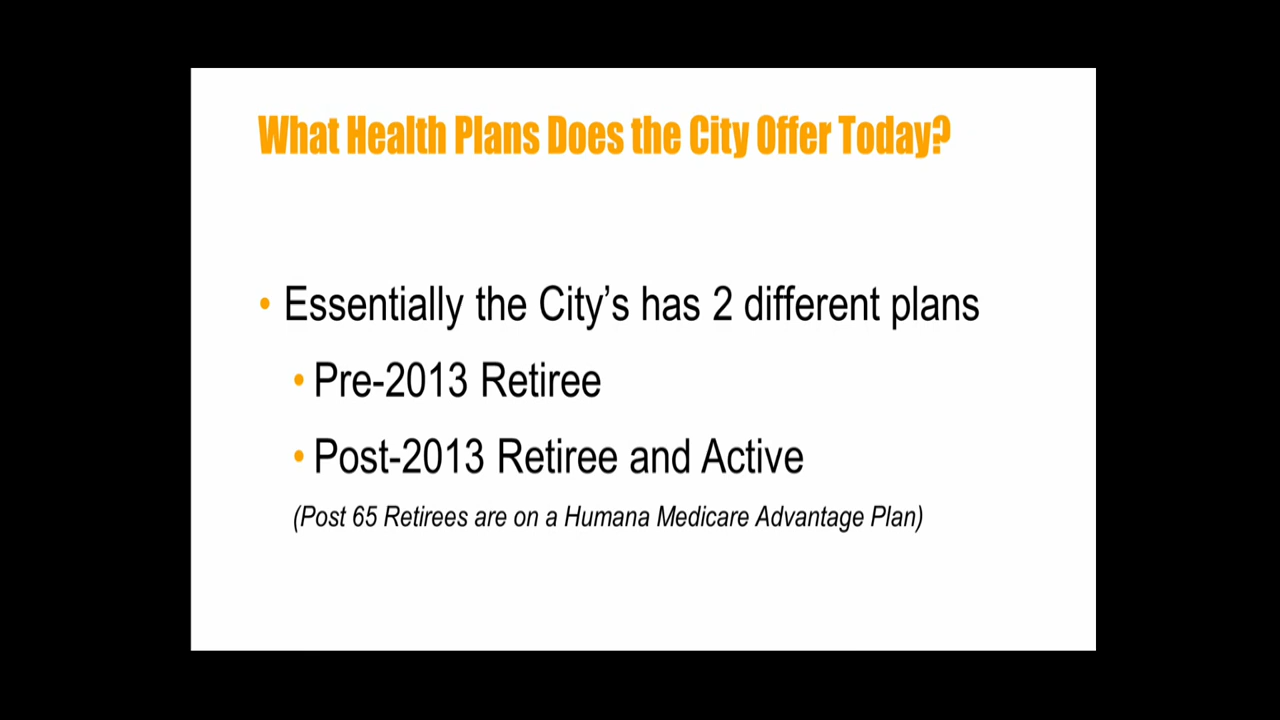 What Health Plans Does the City Offer Today?
• Essentially the City's has 2 different plans
• Pre-2013 Retiree
• Post-2013 Retiree and Active
(Post 65 Retirees are on a Humana Medicare Advantage Plan)